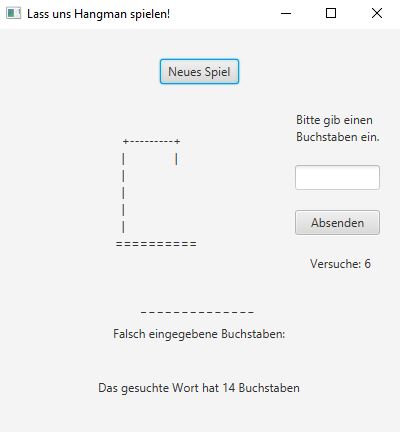 Lass uns Hangman spielen!
Neues Spiel
Bitte gib einen
Buchstaben ein.
+---------+
|         |
|
|
|
|
==========
Absenden
Versuche: 6
_ _ _ _ _ _ _ _ _ _ _ _ _ _
Falsch eingegebene Buchstaben:
Das gesuchte Wort hat 14 Buchstaben